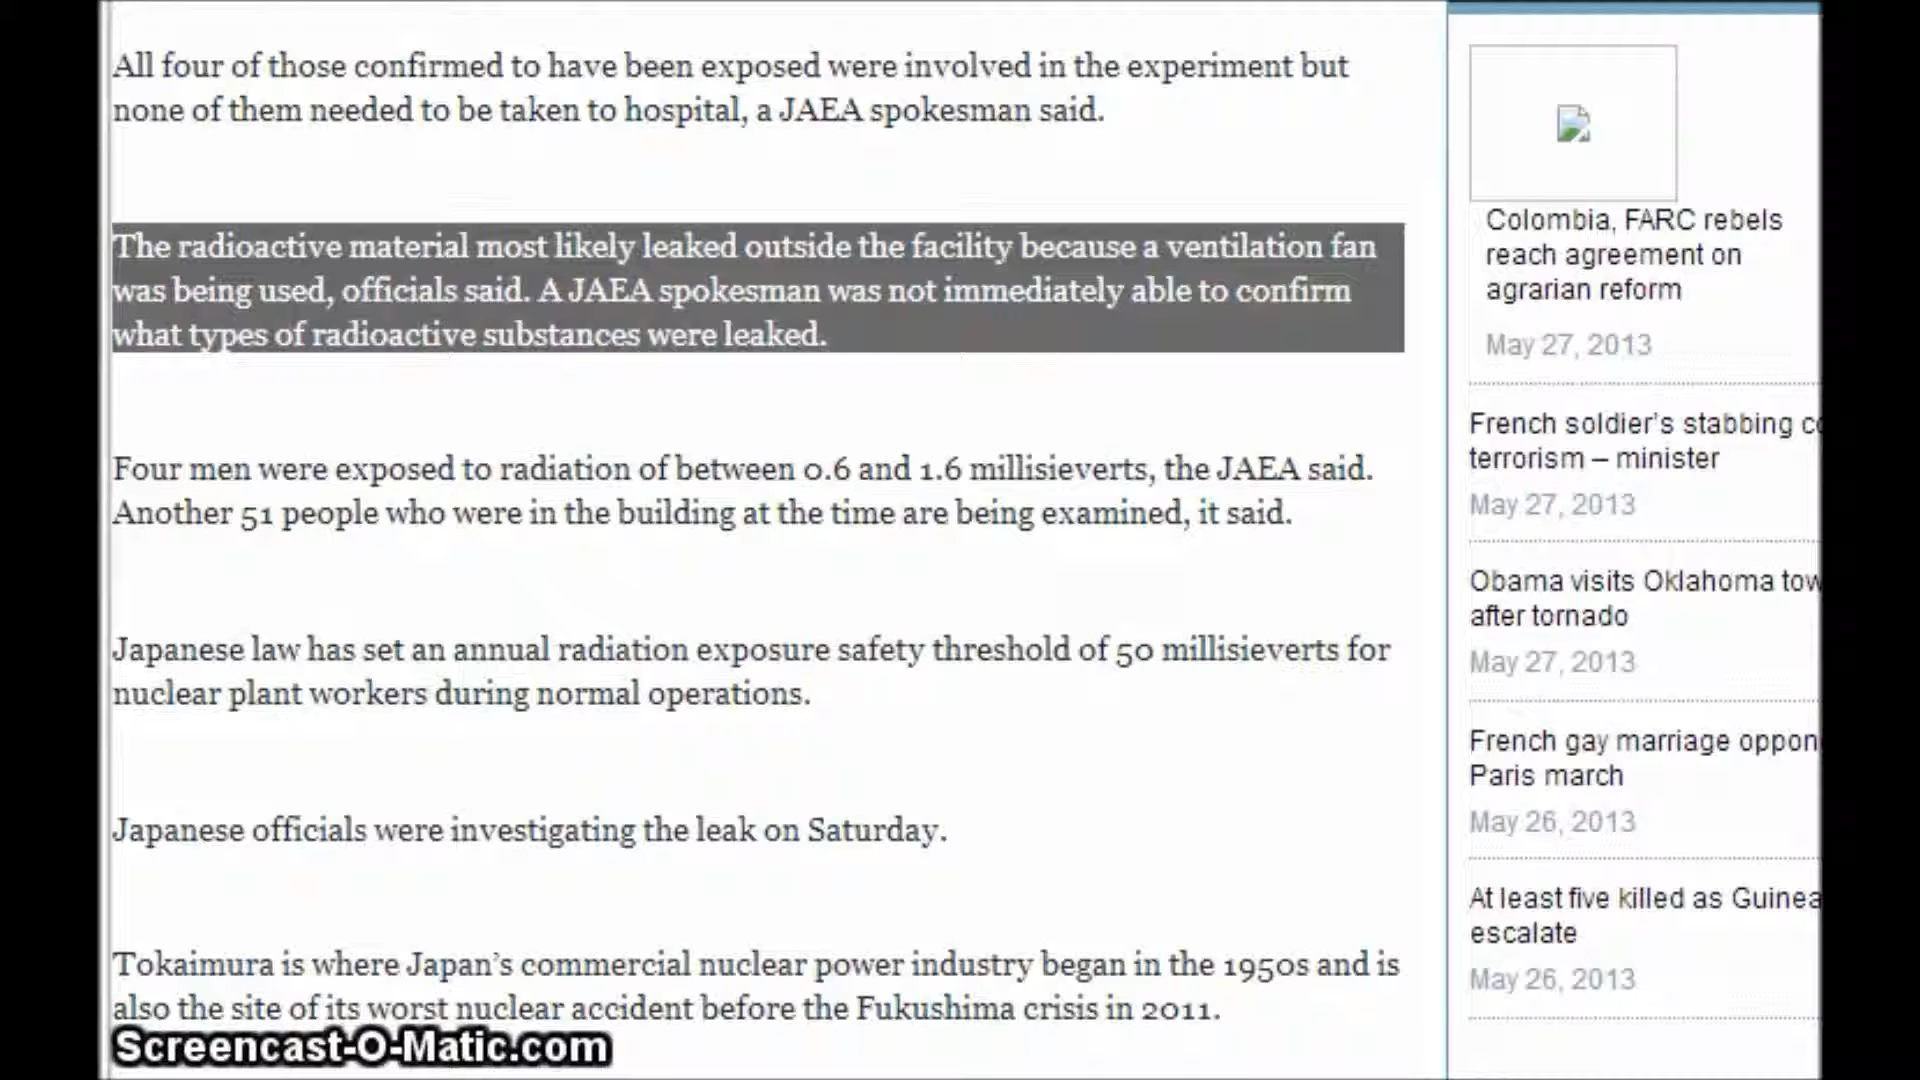 All four of those confirmed to have been exposed were involved in the experiment but
none of them needed to be taken to hospital, a JAEA spokesman said.
The radioactive material most likely leaked outside the facility because a ventilation fan
was being used, officials said. A JAEA spokesman was not immediately able to confirm
what types of radioactive substances were leaked.
Four men were exposed to radiation of between 0.6 and 1.6 millisieverts, the JAEA said.
Another 51 people who were in the building at the time are being examined, it said.
Japanese law has set an annual radiation exposure safety threshold of 50 millisieverts for
nuclear plant workers during normal operations.
Japanese officials were investigating the leak on Saturday.
Tokaimura is where Japan’s commercial nuclear power industry began in the 1950s and is
also the site of its worst nuclear accident before the Fukushima crisis in 2011.
Screencast-O-Matic.com
Colombia, FARC rebels
reach agreement on
agrarian reform
May 27, 2013
French soldier’s stabbing
terrorism – minister
May 27, 2013
Obama visits Oklahoma
after tornado
May 27, 2013
French gay marriage
Paris march
May 26, 2013
At least five killed as Guinea
escalate
May 26, 2013